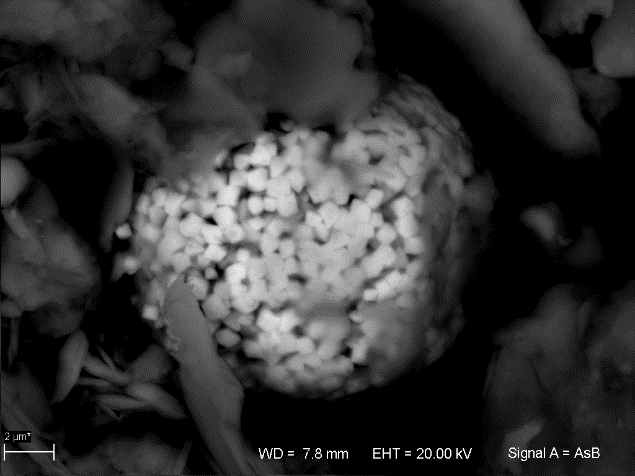 2 µm*
WD = 7.8 mm EHT = 20.00 kV Signal A = AsB